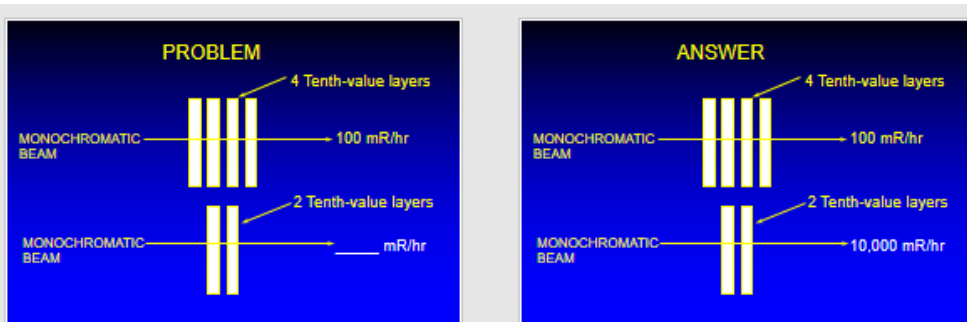 PROBLEM
4 Tenth-value layers
MONOCHROMATIC
BEAM
100 mR/hr
2 Tenth-value layers
MONOCHROMATIC
BEAM
____ mR/hr
ANSWER
4 Tenth-value layers
MONOCHROMATIC
BEAM
100 mR/hr
2 Tenth-value layers
MONOCHROMATIC
BEAM
10,000 mR/hr